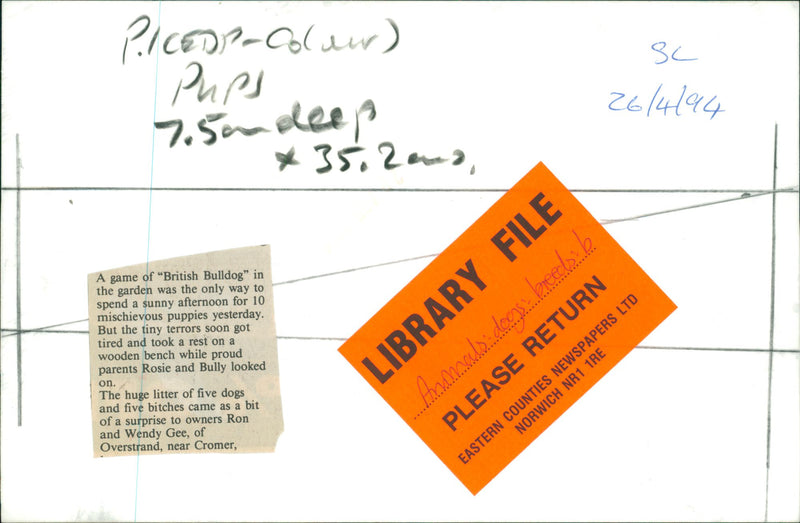 Pups
7.5cm deep
x 35.2cms.
SL
26/4/94
A game of “British Bulldog” in
the garden was the only way to
spend a sunny afternoon for 10
mischievous puppies yesterday.
But the tiny terrors soon got
tired and took a rest on a
wooden bench while proud
parents Rosie and Bully looked
on.
The huge litter of five dogs
and five bitches came as a bit
of a surprise to owners Ron
and Wendy Gee, of
Overstrand, near Cromer,
LIBRARY FILE
Animals: dogs: breeds: b
PLEASE RETURN
EASTERN COUNTIES NEWSPAPERS LTD
NORWICH NR1 1RE